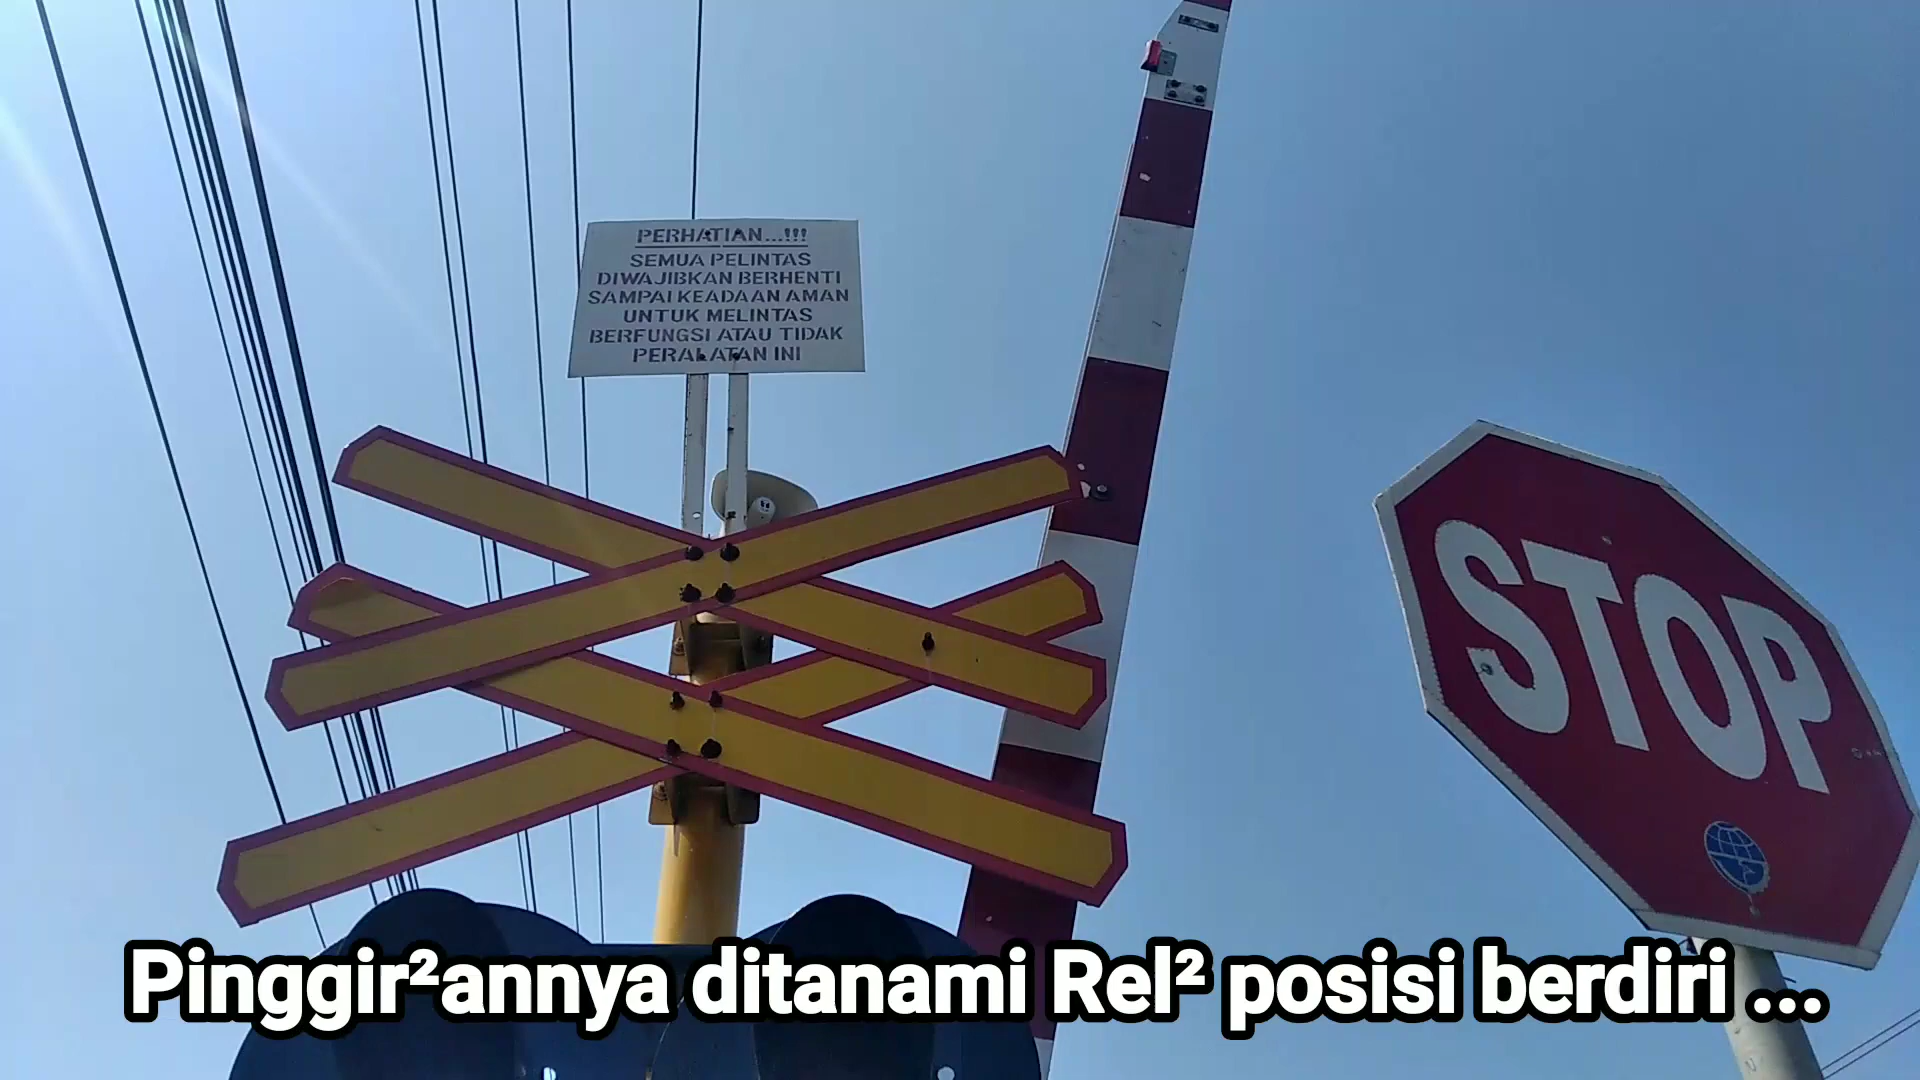 PERHATIAN...!!!
SEMUA PELINTAS
DIWAJIBKAN BERHENTI
SAMPAI KEADAAN AMAN
UNTUK MELINTAS
BERFUNGSI ATAU TIDAK
PERALATAN INI
STOP
Pinggir²annya ditanami Rel² posisi berdiri ...